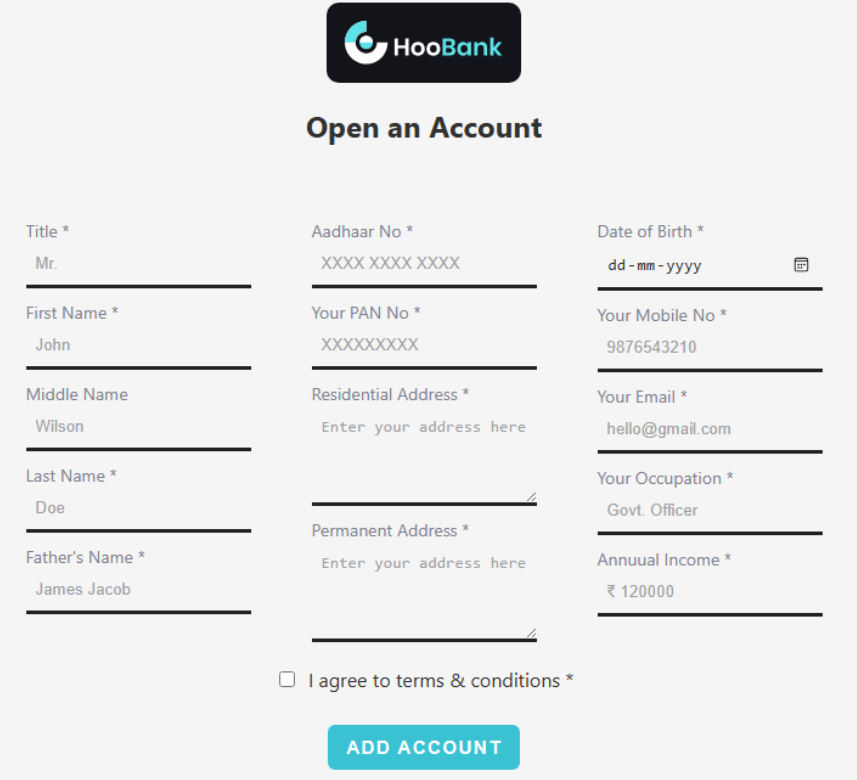 HooBank
Open an Account
Title *
Mr.
First Name *
John
Middle Name
Wilson
Last Name *
Doe
Father's Name *
James Jacob
Aadhaar No *
XXXX XXXX XXXX
Your PAN No *
XXXXXXXXX
Residential Address *
Enter your address here
Permanent Address *
Enter your address here
Date of Birth *
dd-mm-yyyy
Your Mobile No *
9876543210
Your Email *
hello@gmail.com
Your Occupation *
Govt. Officer
Annuual Income *
₹ 120000
I agree to terms & conditions *
ADD ACCOUNT